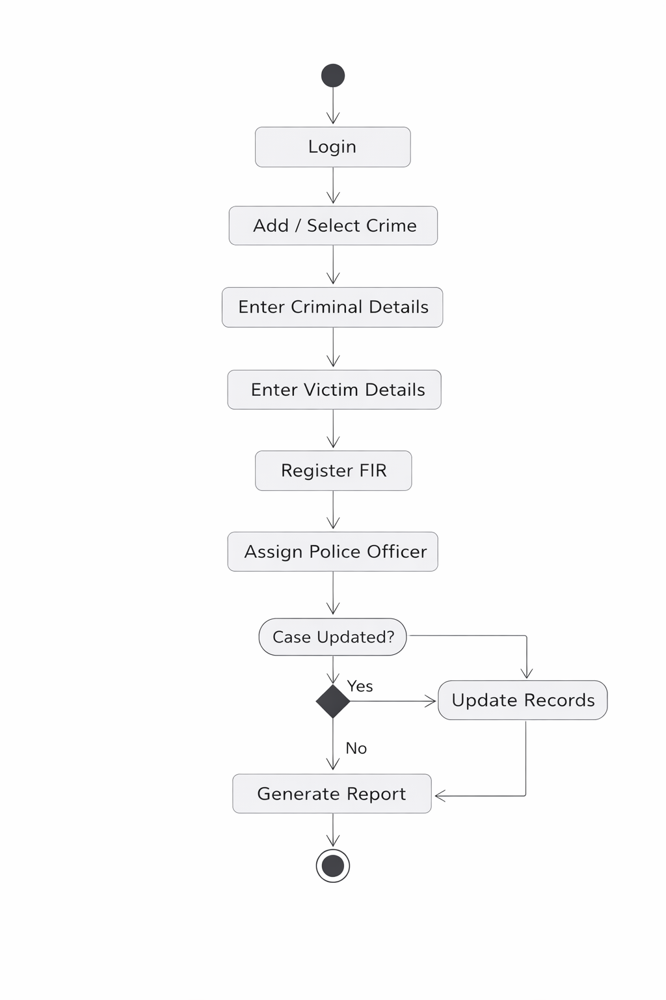 Login
Add / Select Crime
Enter Criminal Details
Enter Victim Details
Register FIR
Assign Police Officer
Case Updated?
Yes
Update Records
No
Generate Report